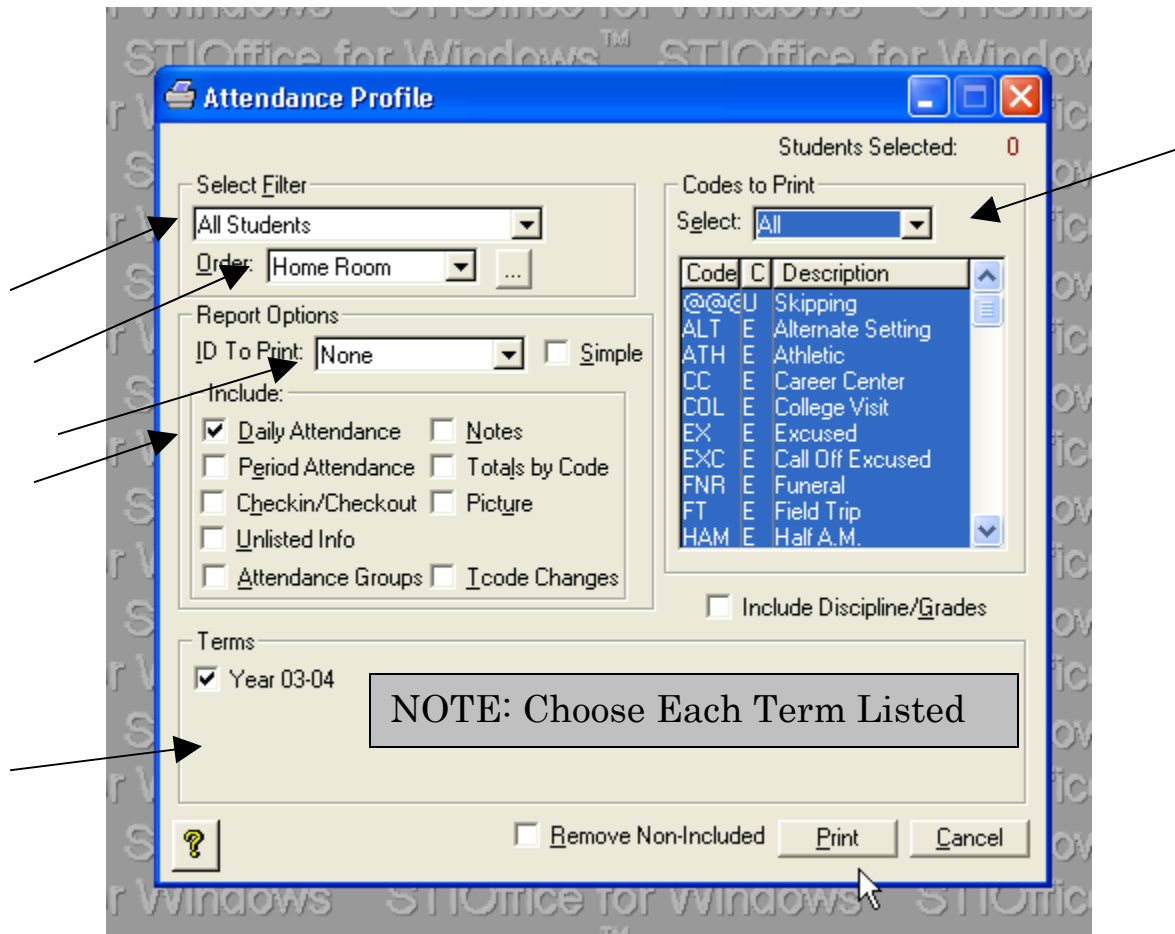 STIOffice for Windows™ STIOffice for Window
Attendance Profile
Students Selected: 0
Select Filter
All Students
Order: Home Room ...
Report Options
ID To Print: None Simple
Include:
Daily Attendance Notes
Period Attendance Totals by Code
Checkin/Checkout Picture
Unlisted Info
Attendance Groups Tcode Changes
Codes to Print
Select: All
Code C Description
@@@ U Skipping
ALT E Alternate Setting
ATH E Athletic
CC E Career Center
COL E College Visit
EX E Excused
EXC E Call Off Excused
FNR E Funeral
FT E Field Trip
HAM E Half A.M.
Include Discipline/Grades
Terms
Year 03-04
NOTE: Choose Each Term Listed
? Remove Non-Included Print Cancel
r Windows STIOffice for Windows STIOffic